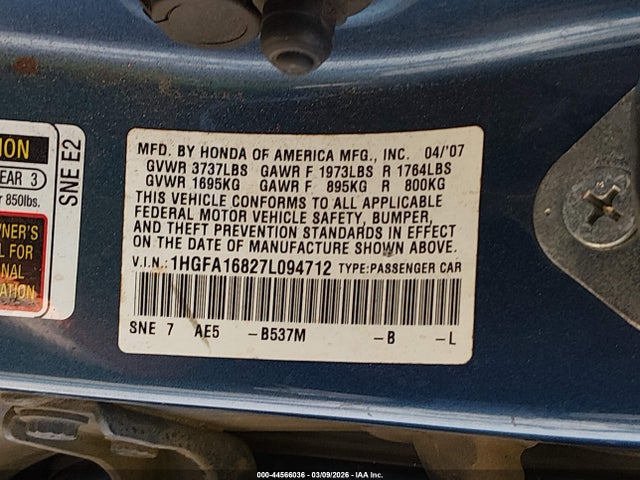 ION
EAR 3
850lbs.
SNE E2
WNER'S
L FOR
NAL
ATION.
MFD. BY HONDA OF AMERICA MFG., INC. 04/'07
GVWR 3737LBS GAWR F 1973LBS R 1764LBS
GVWR 1695KG GAWR F 895KG R 800KG
THIS VEHICLE CONFORMS TO ALL APPLICABLE
FEDERAL MOTOR VEHICLE SAFETY, BUMPER,
AND THEFT PREVENTION STANDARDS IN EFFECT
ON THE DATE OF MANUFACTURE SHOWN ABOVE.
V.I.N.: 1HGFA16827L094712 TYPE:PASSENGER CAR
SNE 7 AE5 -B537M -B -L
000-44566036 - 03/09/2026 - IAA Inc.